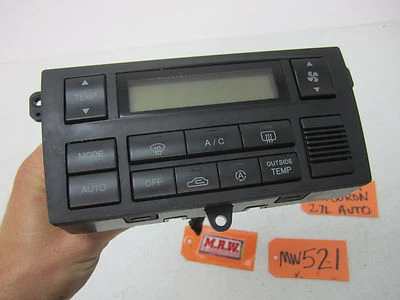 TEMP
MODE
A/C
AUTO
OFF
A
OUTSIDE
TEMP
2.7L AUTO
M.R.W.
MW521